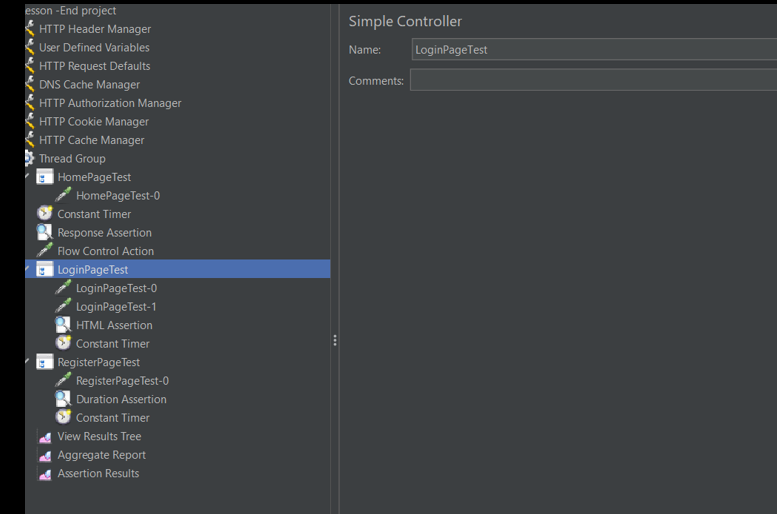 esson -End project
HTTP Header Manager
User Defined Variables
HTTP Request Defaults
DNS Cache Manager
HTTP Authorization Manager
HTTP Cookie Manager
HTTP Cache Manager
Thread Group
HomePageTest
HomePageTest-0
Constant Timer
Response Assertion
Flow Control Action
LoginPageTest
LoginPageTest-0
LoginPageTest-1
HTML Assertion
Constant Timer
RegisterPageTest
RegisterPageTest-0
Duration Assertion
Constant Timer
View Results Tree
Aggregate Report
Assertion Results
Simple Controller
Name: LoginPageTest
Comments: